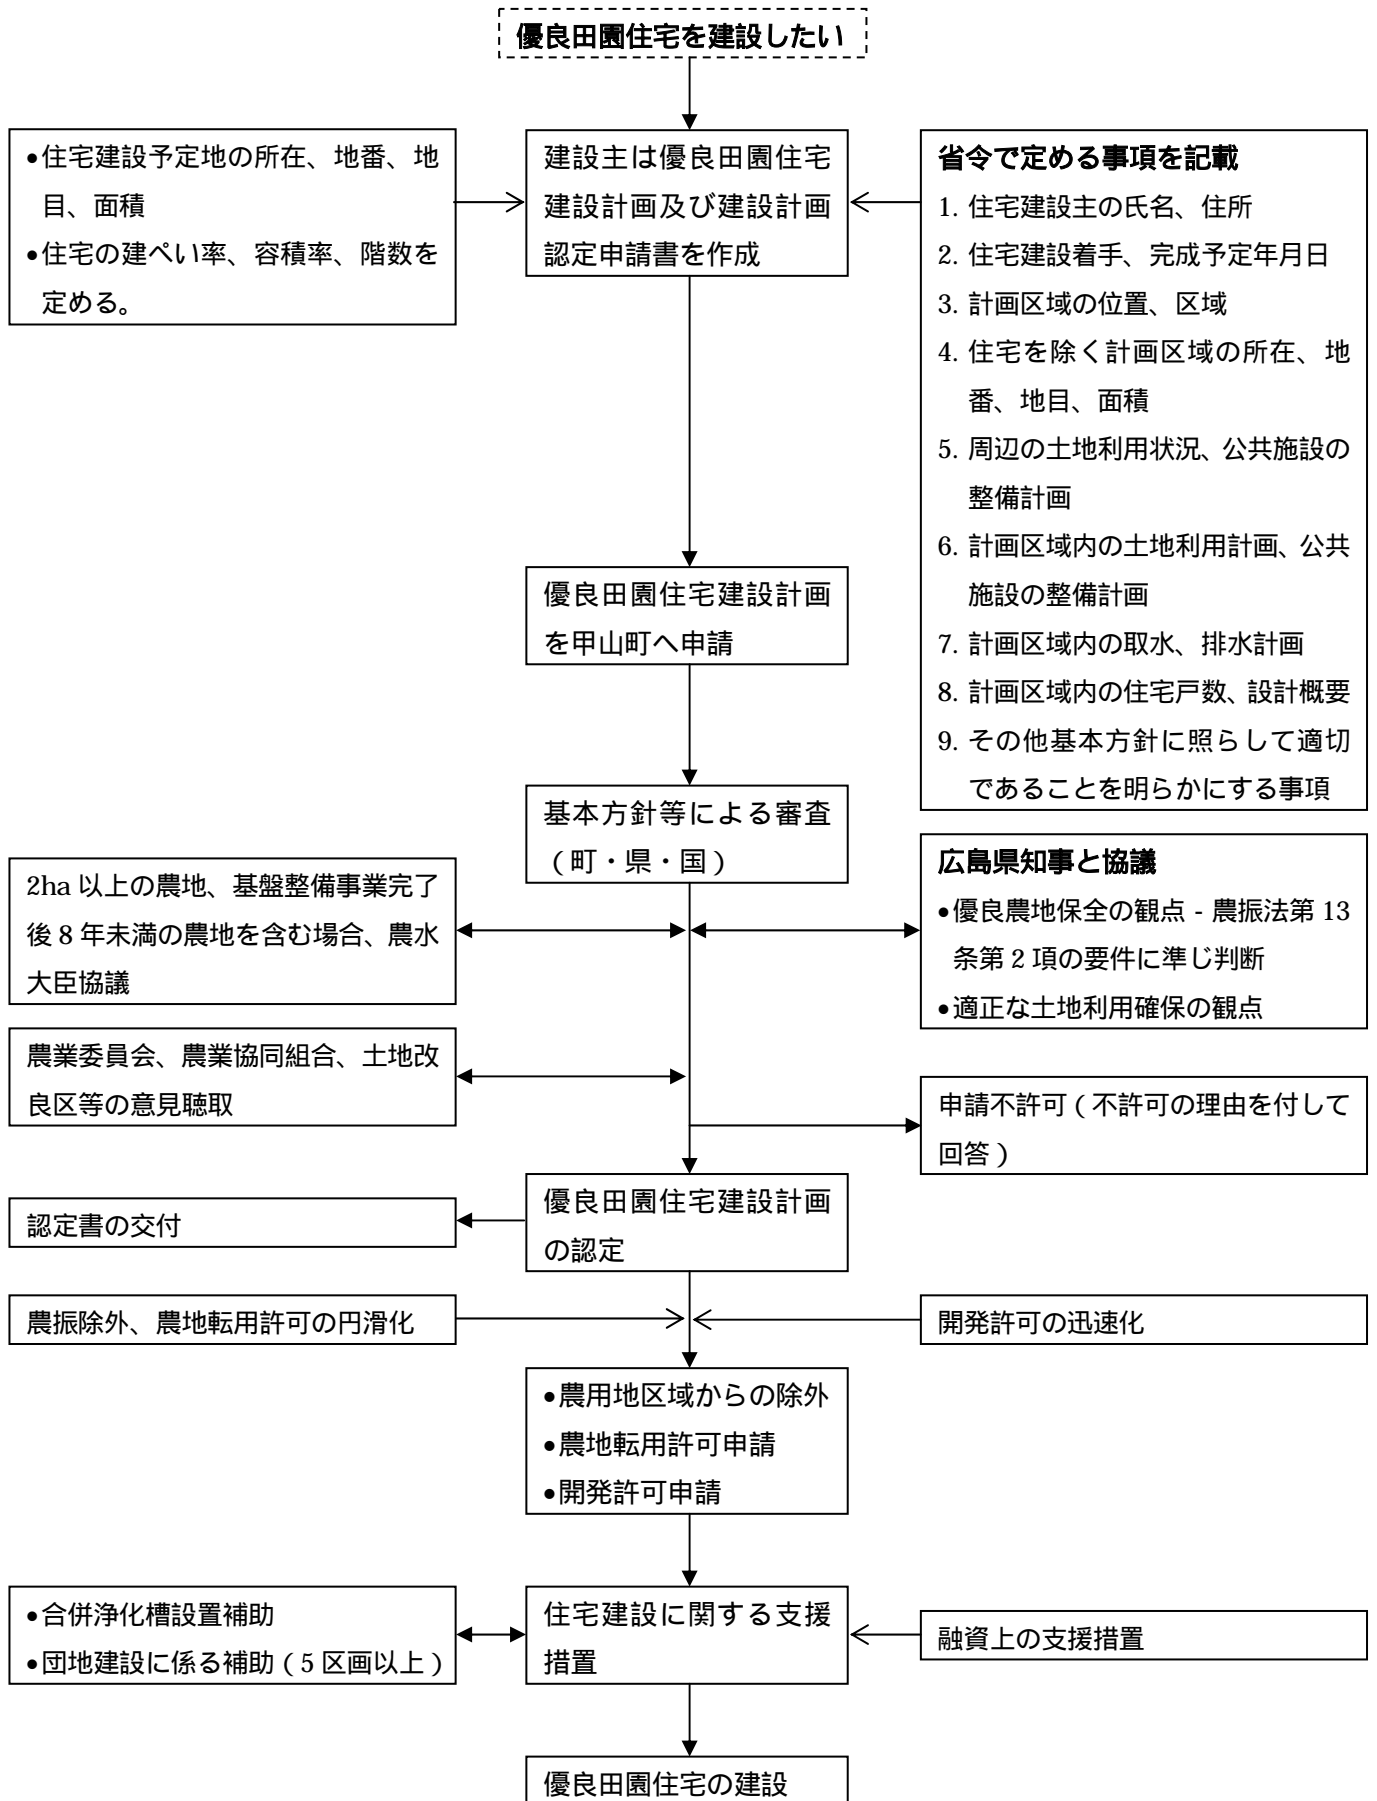 優良田園住宅を建設したい
•住宅建設予定地の所在、地番、地
目、面積
•住宅の建ぺい率、容積率、階数を
定める。
建設主は優良田園住宅
建設計画及び建設計画
認定申請書を作成
省令で定める事項を記載
1. 住宅建設主の氏名、住所
2. 住宅建設着手、完成予定年月日
3. 計画区域の位置、区域
4. 住宅を除く計画区域の所在、地
番、地目、面積
5. 周辺の土地利用状況、公共施設の
整備計画
6. 計画区域内の土地利用計画、公共
施設の整備計画
7. 計画区域内の取水、排水計画
8. 計画区域内の住宅戸数、設計概要
9. その他基本方針に照らして適切
であることを明らかにする事項
優良田園住宅建設計画
を甲山町へ申請
基本方針等による審査
（町・県・国）
2ha 以上の農地、基盤整備事業完了
後 8 年未満の農地を含む場合、農水
大臣協議
広島県知事と協議
•優良農地保全の観点 - 農振法第 13
条第 2 項の要件に準じ判断
•適正な土地利用確保の観点
農業委員会、農業協同組合、土地改
良区等の意見聴取
申請不許可（不許可の理由を付して
回答）
優良田園住宅建設計画
の認定
認定書の交付
農振除外、農地転用許可の円滑化
開発許可の迅速化
•農用地区域からの除外
•農地転用許可申請
•開発許可申請
•合併浄化槽設置補助
•団地建設に係る補助（5 区画以上）
住宅建設に関する支援
措置
融資上の支援措置
優良田園住宅の建設